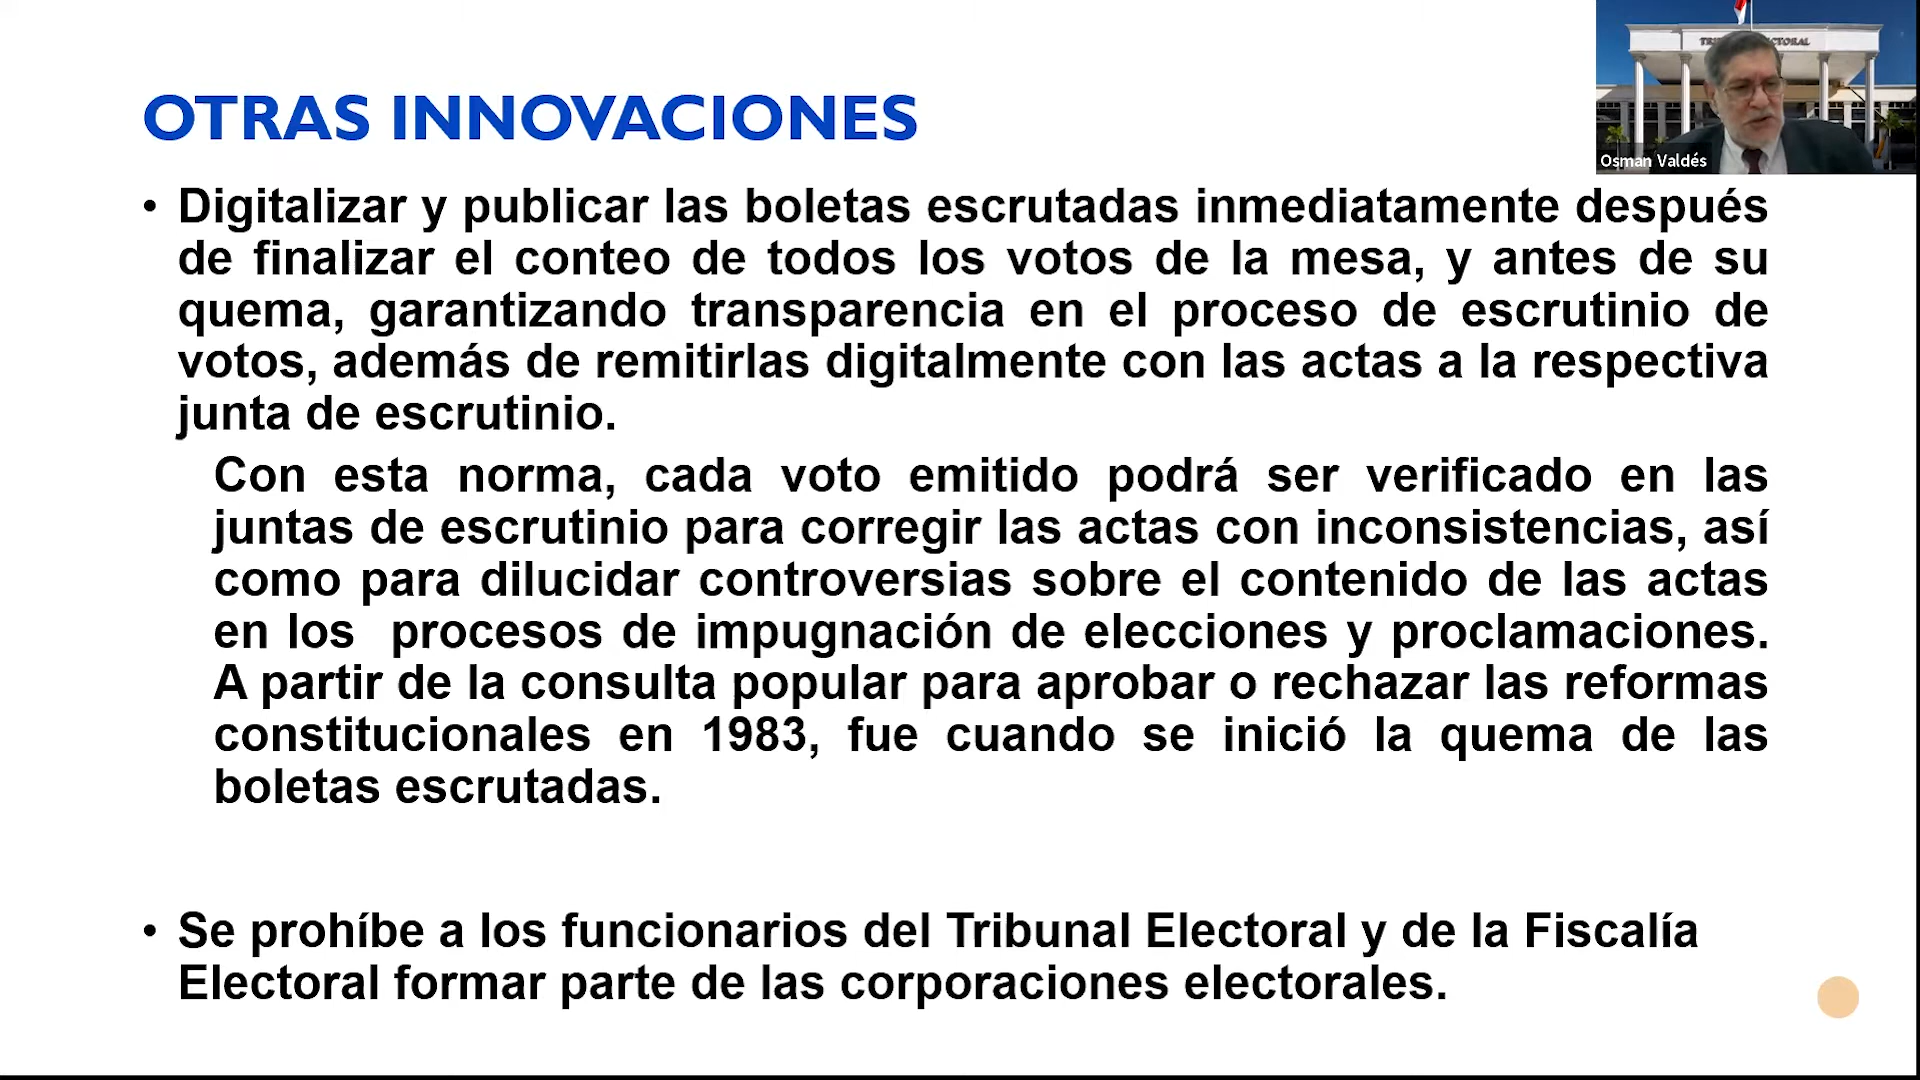 OTRAS INNOVACIONES
TRIBUNAL ELECTORAL
Osman Valdés
• Digitalizar y publicar las boletas escrutadas inmediatamente después
de finalizar el conteo de todos los votos de la mesa, y antes de su
quema, garantizando transparencia en el proceso de escrutinio de
votos, además de remitirlas digitalmente con las actas a la respectiva
junta de escrutinio.
Con esta norma, cada voto emitido podrá ser verificado en las
juntas de escrutinio para corregir las actas con inconsistencias, así
como para dilucidar controversias sobre el contenido de las actas
en los procesos de impugnación de elecciones y proclamaciones.
A partir de la consulta popular para aprobar o rechazar las reformas
constitucionales en 1983, fue cuando se inició la quema de las
boletas escrutadas.
• Se prohíbe a los funcionarios del Tribunal Electoral y de la Fiscalía
Electoral formar parte de las corporaciones electorales.